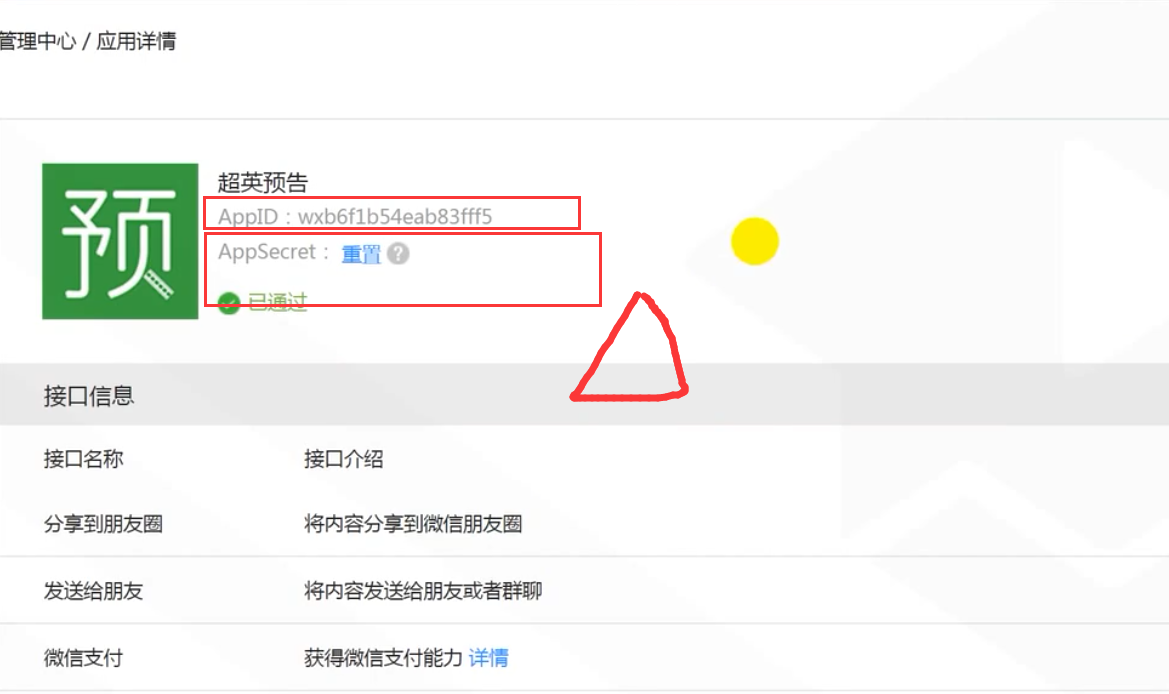 管理中心 / 应用详情
预
超英预告
AppID：wxb6f1b54eab83fff5
AppSecret： 重置 ?
已通过
接口信息
接口名称 接口介绍
分享到朋友圈 将内容分享到微信朋友圈
发送给朋友 将内容发送给朋友或者群聊
微信支付 获得微信支付能力 详情